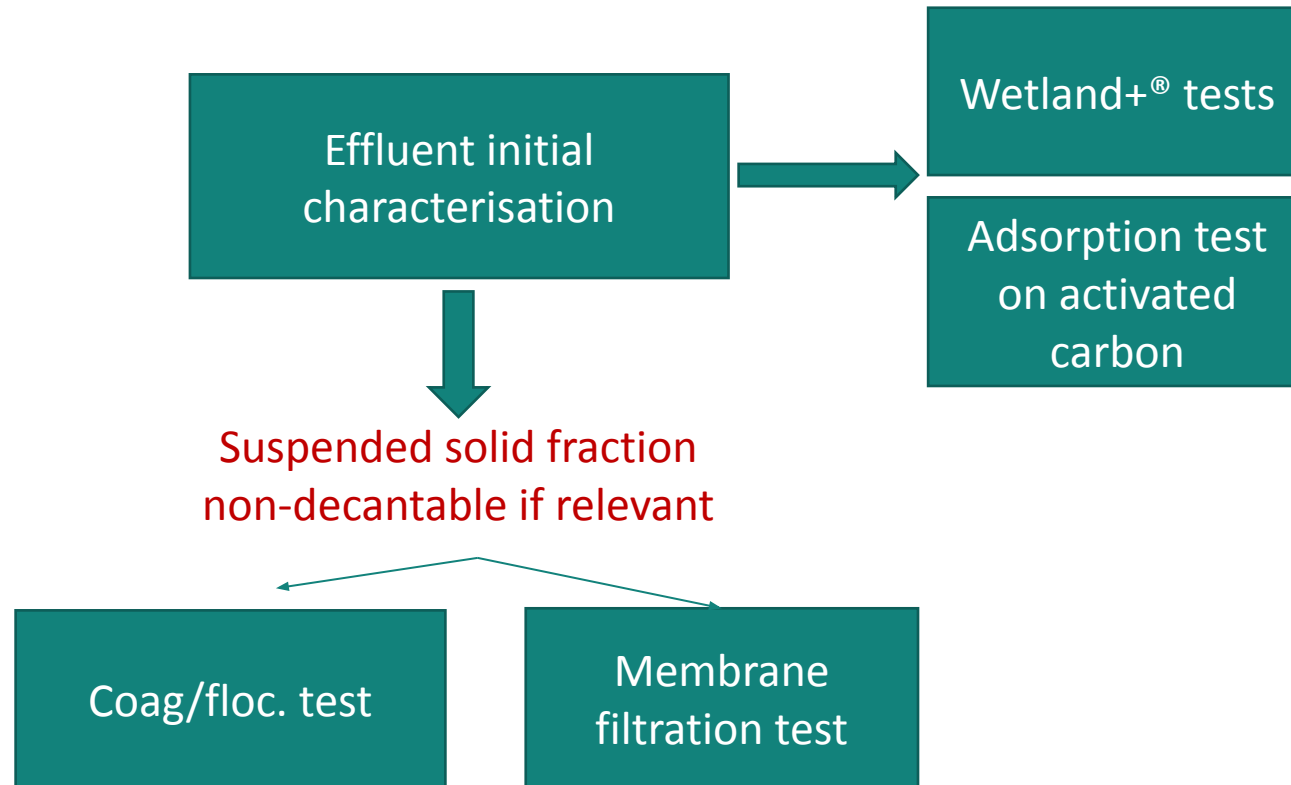 Effluent initial
characterisation
Wetland+® tests
Adsorption test
on activated
carbon
Suspended solid fraction
non-decantable if relevant
Coag/floc. test
Membrane
filtration test